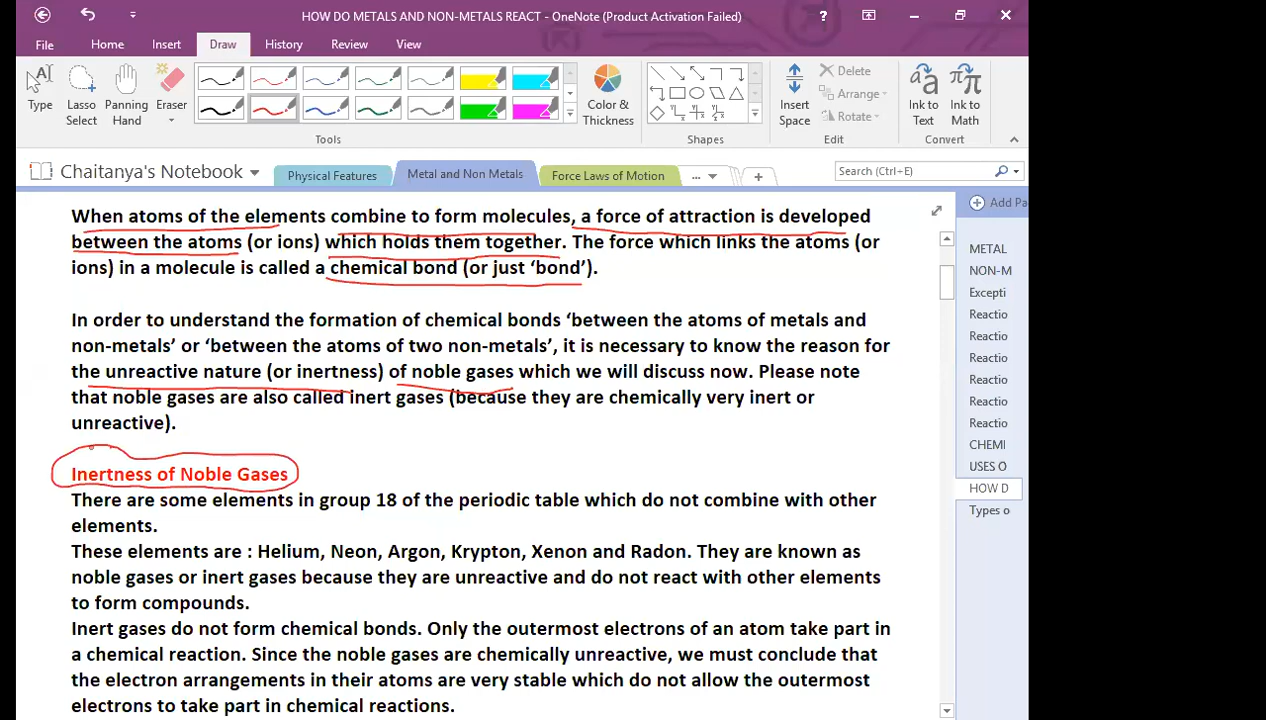 HOW DO METALS AND NON-METALS REACT - OneNote (Product Activation Failed)
?
File Home Insert Draw History Review View
Type
Lasso Select
Panning Hand
Eraser
Color & Thickness
Insert Space
Delete
Arrange
Rotate
Ink to Text
Ink to Math
Tools
Shapes
Edit
Convert
Chaitanya's Notebook
Physical Features
Metal and Non Metals
Force Laws of Motion
...
Search (Ctrl+E)
Add Pa
When atoms of the elements combine to form molecules, a force of attraction is developed
between the atoms (or ions) which holds them together. The force which links the atoms (or
ions) in a molecule is called a chemical bond (or just ‘bond’).
In order to understand the formation of chemical bonds ‘between the atoms of metals and
non-metals’ or ‘between the atoms of two non-metals’, it is necessary to know the reason for
the unreactive nature (or inertness) of noble gases which we will discuss now. Please note
that noble gases are also called inert gases (because they are chemically very inert or
unreactive).
Inertness of Noble Gases
There are some elements in group 18 of the periodic table which do not combine with other
elements.
These elements are : Helium, Neon, Argon, Krypton, Xenon and Radon. They are known as
noble gases or inert gases because they are unreactive and do not react with other elements
to form compounds.
Inert gases do not form chemical bonds. Only the outermost electrons of an atom take part in
a chemical reaction. Since the noble gases are chemically unreactive, we must conclude that
the electron arrangements in their atoms are very stable which do not allow the outermost
electrons to take part in chemical reactions.
METAL
NON-M
Excepti
Reactio
Reactio
Reactio
Reactio
Reactio
Reactio
CHEMI
USES O
HOW D
Types o